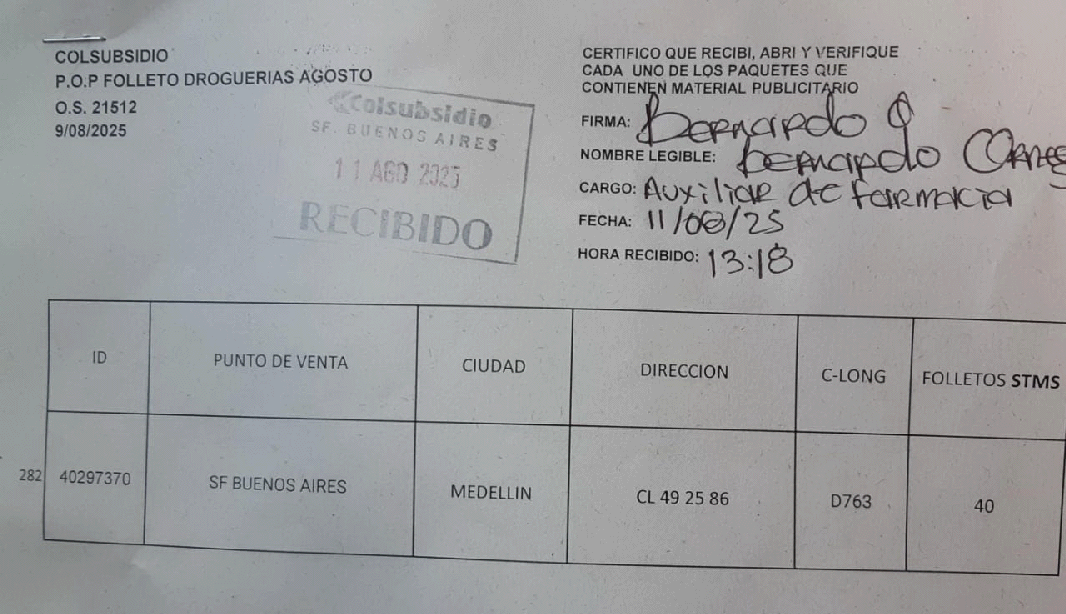 COLSUBSIDIO
P.O.P FOLLETO DROGUERIAS AGOSTO
O.S. 21512
9/08/2025
Colsubsidio
SF. BUENOS AIRES
11 AGO 2025
RECIBIDO
CERTIFICO QUE RECIBI, ABRI Y VERIFIQUE
CADA UNO DE LOS PAQUETES QUE
CONTIENEN MATERIAL PUBLICITARIO
FIRMA: Bernardo
NOMBRE LEGIBLE: Bernardo
CARGO: Auxiliar de farmacia
FECHA: 11/08/25
HORA RECIBIDO: 13:18
ID PUNTO DE VENTA CIUDAD DIRECCION C-LONG FOLLETOS STMS
282 40297370 SF BUENOS AIRES MEDELLIN CL 49 25 86 D763 40